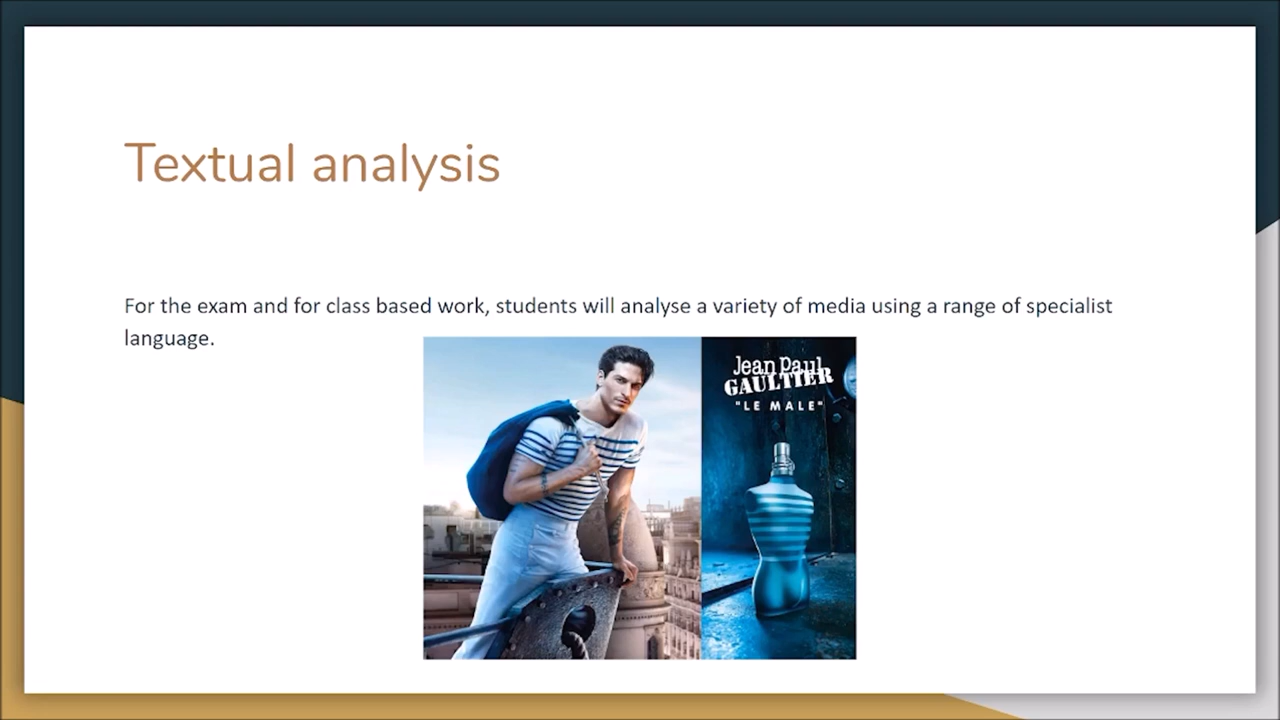 Textual analysis
For the exam and for class based work, students will analyse a variety of media using a range of specialist
language.
Jean Paul
GAULTIER
"LE MALE"